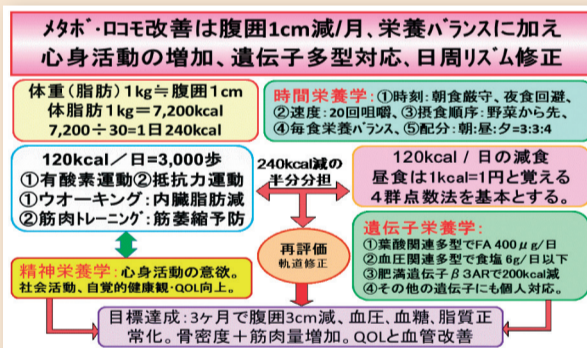 メタボ･ロコモ改善は腹囲1cm減/月、栄養バランスに加え
心身活動の増加、遺伝子多型対応、日周リズム修正
体重（脂肪）1kg≒腹囲1cm
体脂肪1kg＝7,200kcal
7,200÷30＝1日240kcal
時間栄養学：①時刻：朝食厳守、夜食回避、
②速度：20回咀嚼、③摂食順序：野菜から先、
④毎食栄養バランス、⑤配分：朝:昼:夕=3:3:4
120kcal／日=3,000歩
①有酸素運動②抵抗力運動
①ウオーキング：内臓脂肪減
②筋肉トレーニング：筋萎縮予防
240kcal減の
半分分担
120kcal / 日の減食
昼食は1kcal=1円と覚える
4群点数法を基本とする。
再評価
軌道修正
遺伝子栄養学：
①葉酸関連多型でFA 400μg/日
②血圧関連多型で食塩 6g/日以下
③肥満遺伝子β3ARで200kcal減
④その他の遺伝子にも個人対応。
精神栄養学：心身活動の意欲。
社会活動、自覚的健康観･QOL向上。
目標達成：3ヶ月で腹囲3cm減、血圧、血糖、脂質正
常化。骨密度＋筋肉量増加。QOLと血管改善